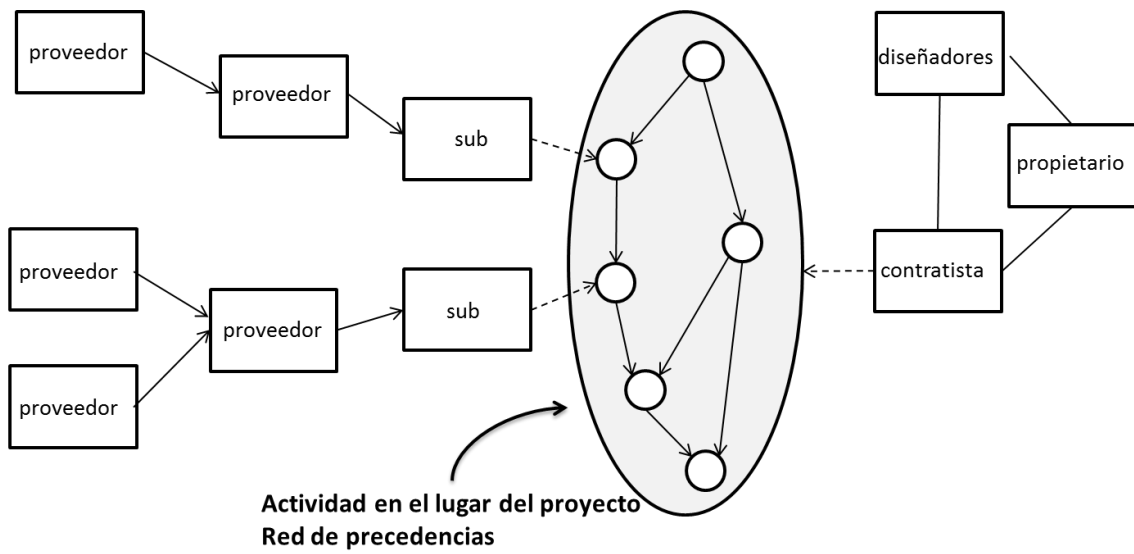 proveedor
proveedor
sub
diseñadores
propietario
proveedor
proveedor
proveedor
sub
contratista
Actividad en el lugar del proyecto
Red de precedencias